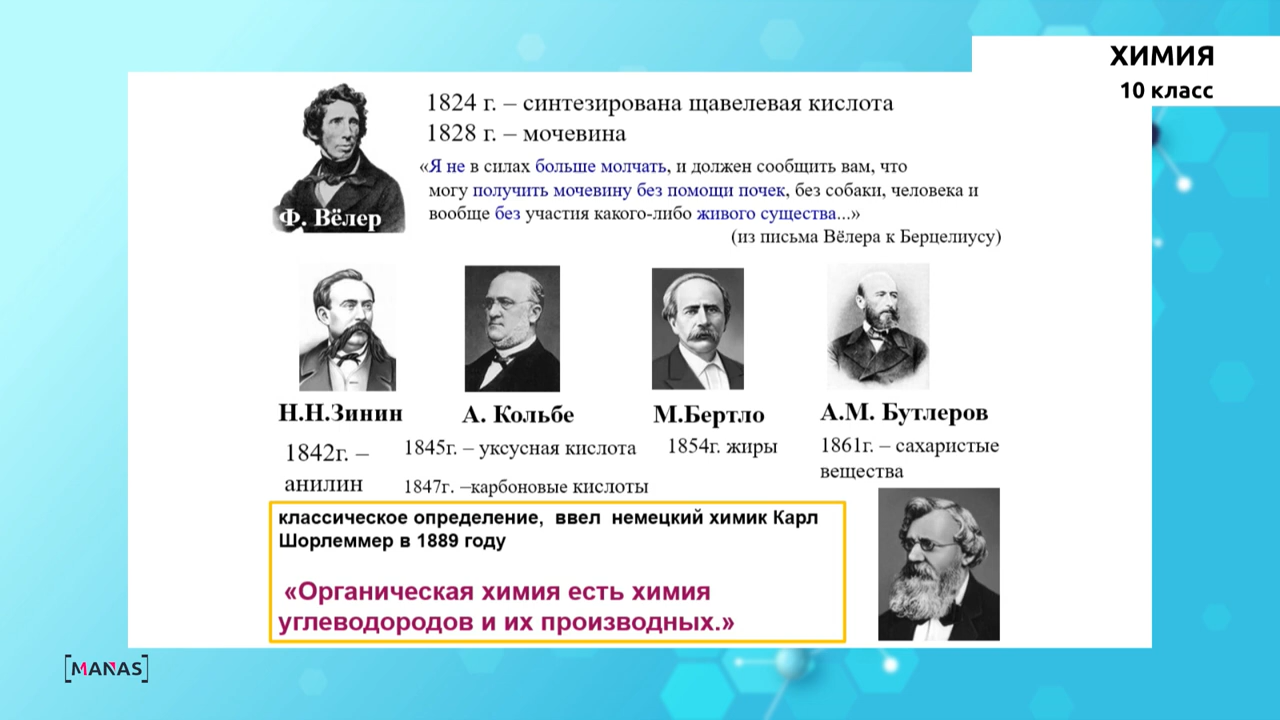 ХИМИЯ
10 класс
1824 г. – синтезирована щавелевая кислота
1828 г. – мочевина
«Я не в силах больше молчать, и должен сообщить вам, что
могу получить мочевину без помощи почек, без собаки, человека и
вообще без участия какого-либо живого существа...»
(из письма Вёлера к Берцелиусу)
Ф. Вёлер
Н.Н.Зинин
1842г. –
анилин
А. Кольбе
1845г. – уксусная кислота
1847г. –карбоновые кислоты
М.Бертло
1854г. жиры
А.М. Бутлеров
1861г. – сахаристые
вещества
классическое определение, ввел немецкий химик Карл
Шорлеммер в 1889 году
«Органическая химия есть химия
углеводородов и их производных.»
[MANAS]